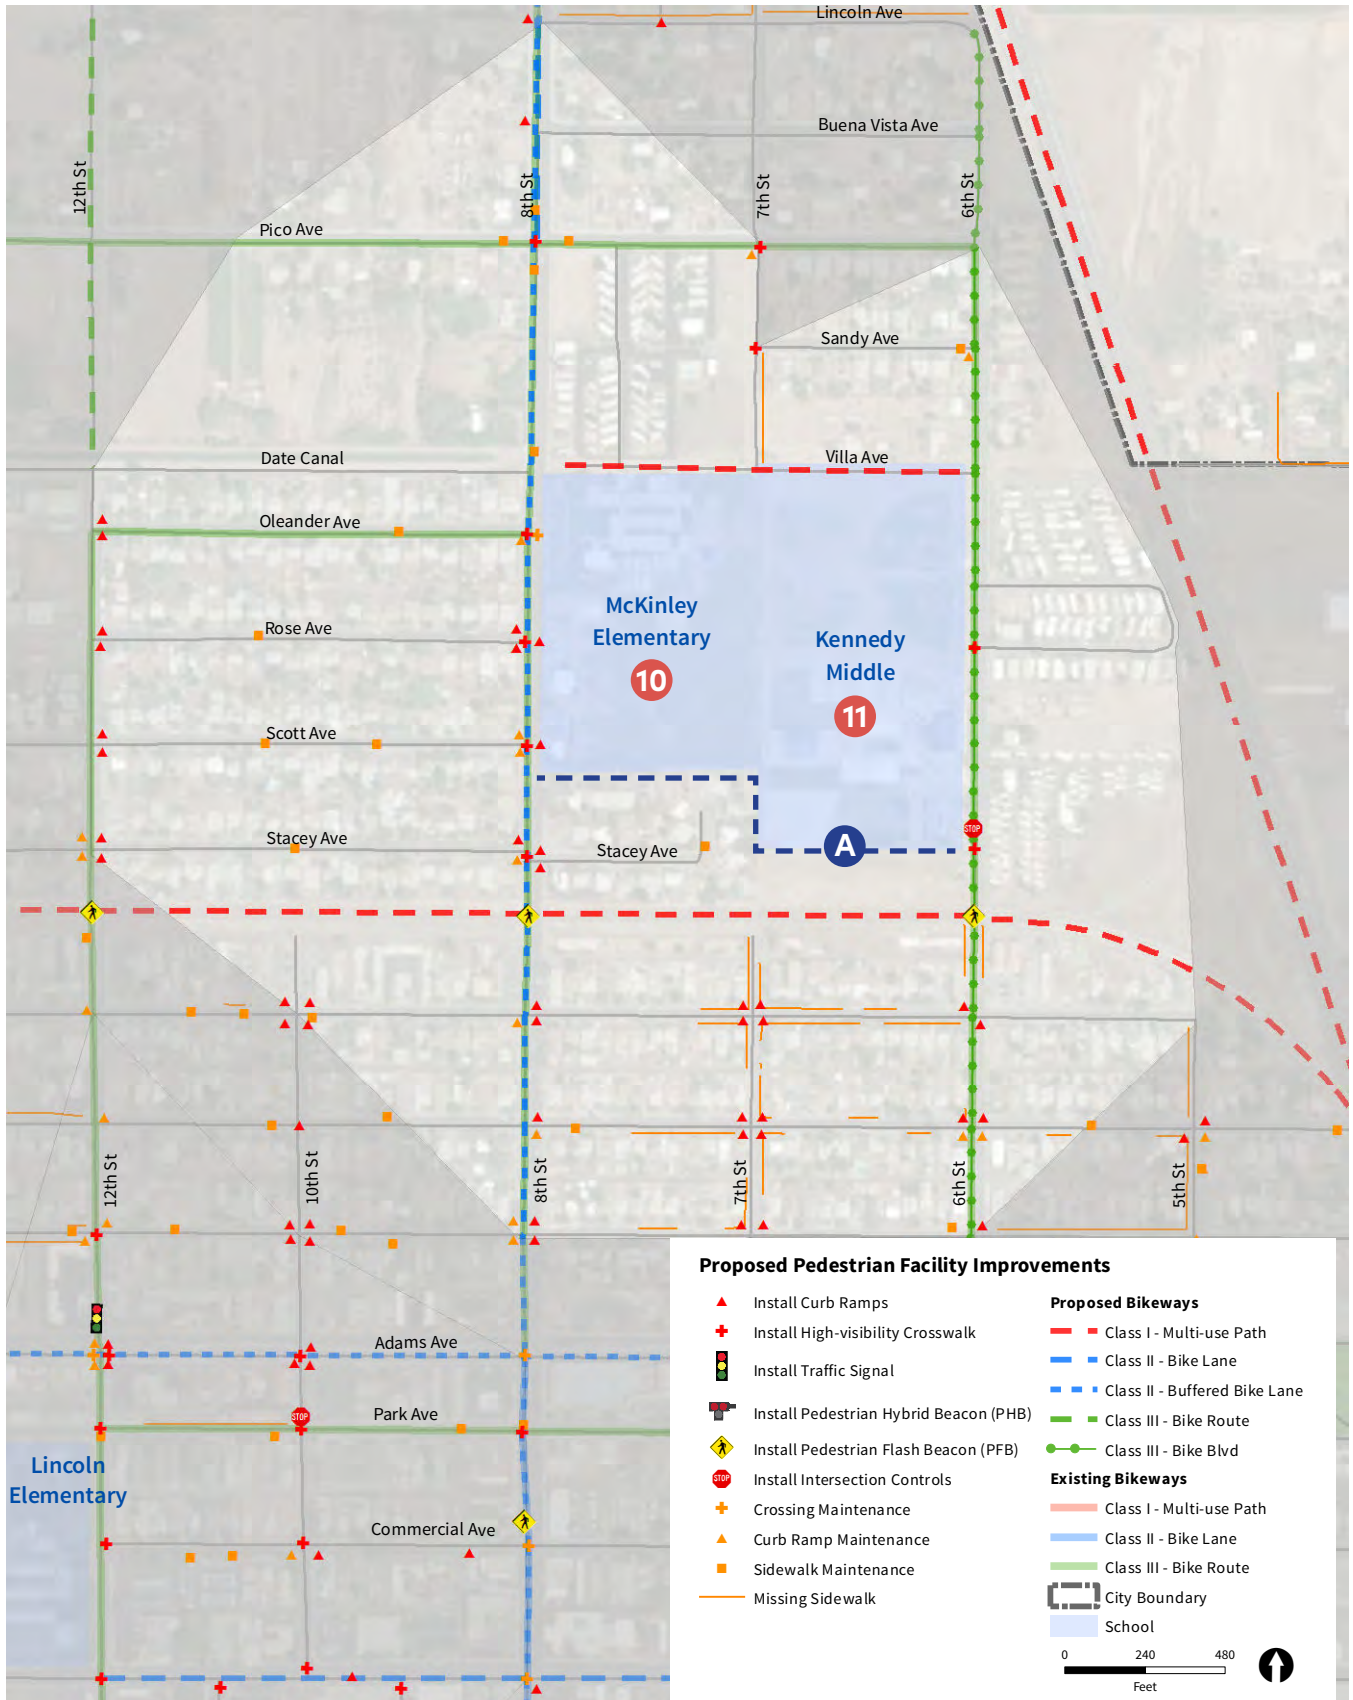 Lincoln Ave
Buena Vista Ave
12th St
8th St
7th St
6th St
Pico Ave
Sandy Ave
Date Canal
Villa Ave
Oleander Ave
McKinley
Elementary
10
Rose Ave
Kennedy
Middle
11
Scott Ave
STOP
Stacey Ave
Stacey Ave
A
12th St
10th St
8th St
7th St
6th St
5th St
Adams Ave
STOP
Park Ave
Lincoln
Elementary
Commercial Ave
Proposed Pedestrian Facility Improvements
Install Curb Ramps
Install High-visibility Crosswalk
Install Traffic Signal
Install Pedestrian Hybrid Beacon (PHB)
Install Pedestrian Flash Beacon (PFB)
STOP Install Intersection Controls
Crossing Maintenance
Curb Ramp Maintenance
Sidewalk Maintenance
Missing Sidewalk
Proposed Bikeways
Class I - Multi-use Path
Class II - Bike Lane
Class II - Buffered Bike Lane
Class III - Bike Route
Class III - Bike Blvd
Existing Bikeways
Class I - Multi-use Path
Class II - Bike Lane
Class III - Bike Route
City Boundary
School
0 240 480
Feet